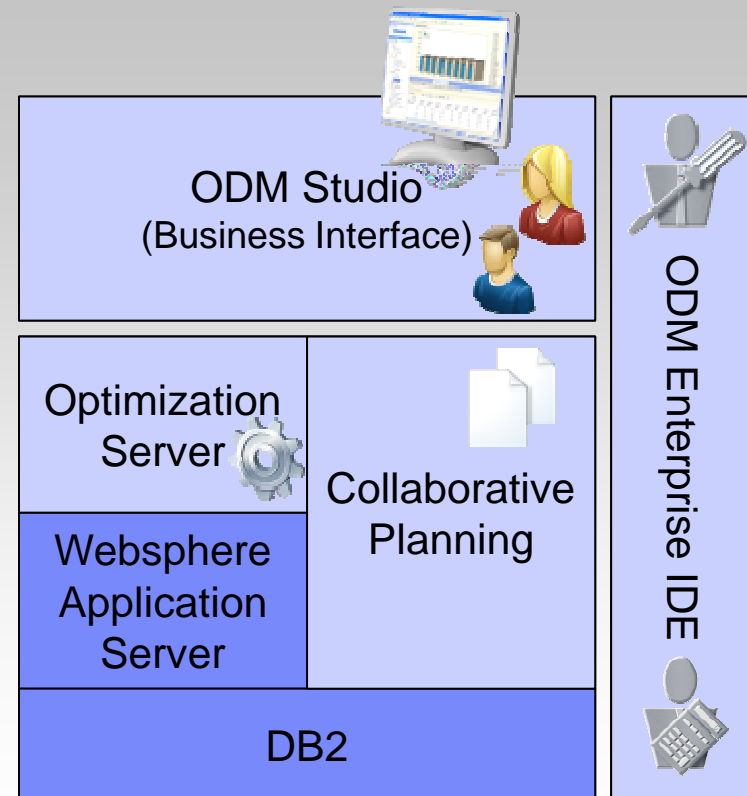 ODM Studio
(Business Interface)
Optimization
Server
Collaborative
Planning
Websphere
Application
Server
DB2
ODM Enterprise IDE